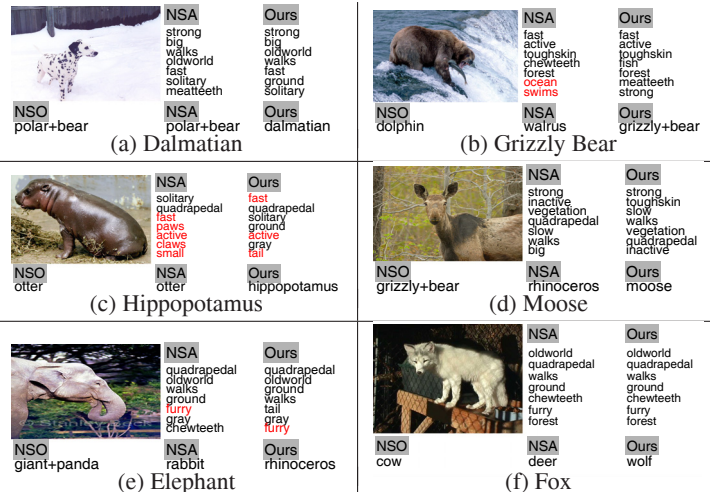 NSA Ours
strong strong
big big
walks oldworld
oldworld walks
fast fast
solitary ground
meatteeth solitary
NSO NSA Ours
polar+bear polar+bear dalmatian
(a) Dalmatian
NSA Ours
fast fast
active active
toughskin toughskin
chewteeth fish
forest forest
ocean meatteeth
swims strong
NSO NSA Ours
dolphin walrus grizzly+bear
(b) Grizzly Bear
NSA Ours
solitary fast
quadrapedal quadrapedal
fast solitary
paws ground
active active
claws gray
small tail
NSO NSA Ours
otter otter hippopotamus
(c) Hippopotamus
NSA Ours
strong strong
inactive toughskin
vegetation slow
quadrapedal walks
slow vegetation
walks quadrapedal
big inactive
NSO NSA Ours
grizzly+bear rhinoceros moose
(d) Moose
NSA Ours
quadrapedal quadrapedal
oldworld oldworld
walks ground
ground walks
furry tail
gray gray
chewteeth furry
NSO NSA Ours
giant+panda rabbit rhinoceros
(e) Elephant
NSA Ours
oldworld oldworld
quadrapedal quadrapedal
walks walks
ground ground
chewteeth chewteeth
furry furry
forest forest
NSO NSA Ours
cow deer wolf
(f) Fox